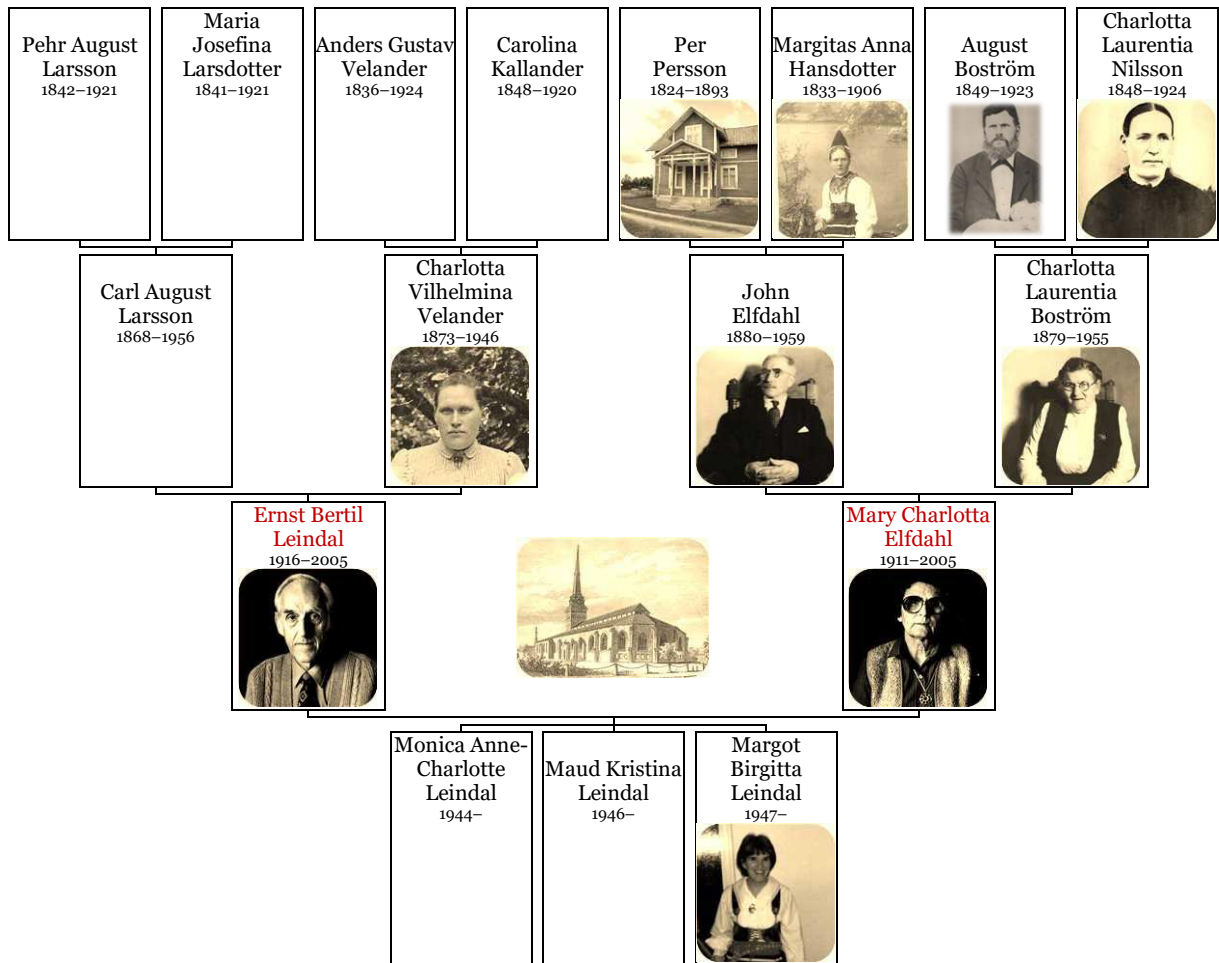 Pehr August
Larsson
1842–1921
Maria
Josefina
Larsdotter
1841–1921
Anders Gustav
Velander
1836–1924
Carolina
Kallander
1848–1920
Per
Persson
1824–1893
Margitas Anna
Hansdotter
1833–1906
August
Boström
1849–1923
Charlotta
Laurentia
Nilsson
1848–1924
Carl August
Larsson
1868–1956
Charlotta
Vilhelmina
Velander
1873–1946
John
Elfdahl
1880–1959
Charlotta
Laurentia
Boström
1879–1955
Ernst Bertil
Leindal
1916–2005
Mary Charlotta
Elfdahl
1911–2005
Monica Anne-
Charlotte
Leindal
1944–
Maud Kristina
Leindal
1946–
Margot
Birgitta
Leindal
1947–